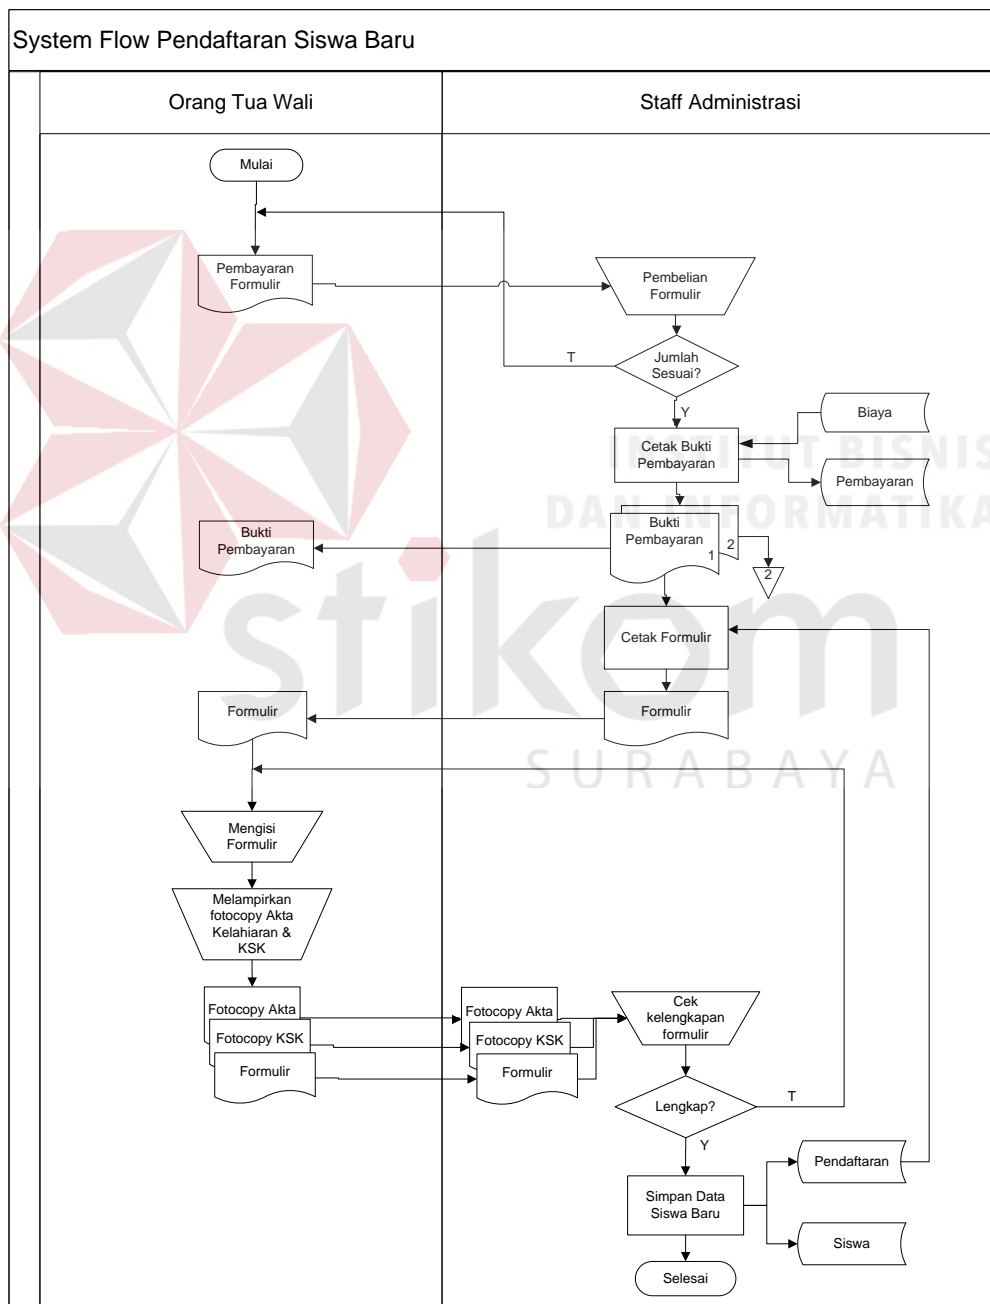 System Flow Pendaftaran Siswa Baru
Orang Tua Wali
Staff Administrasi
Mulai
Pembayaran
Formulir
Pembelian
Formulir
T
Jumlah
Sesuai?
Y
Biaya
Cetak Bukti
Pembayaran
Pembayaran
INSTITUT BISNIS
DAN INFORMATIKA
Bukti
Pembayaran
Bukti
Pembayaran
1
2
2
stikom
SURABAYA
Cetak Formulir
Formulir
Formulir
Mengisi
Formulir
Melampirkan
fotocopy Akta
Kelahiaran &
KSK
Fotocopy Akta
Fotocopy KSK
Formulir
Fotocopy Akta
Fotocopy KSK
Formulir
Cek
kelengkapan
formulir
Lengkap?
T
Y
Simpan Data
Siswa Baru
Pendaftaran
Siswa
Selesai